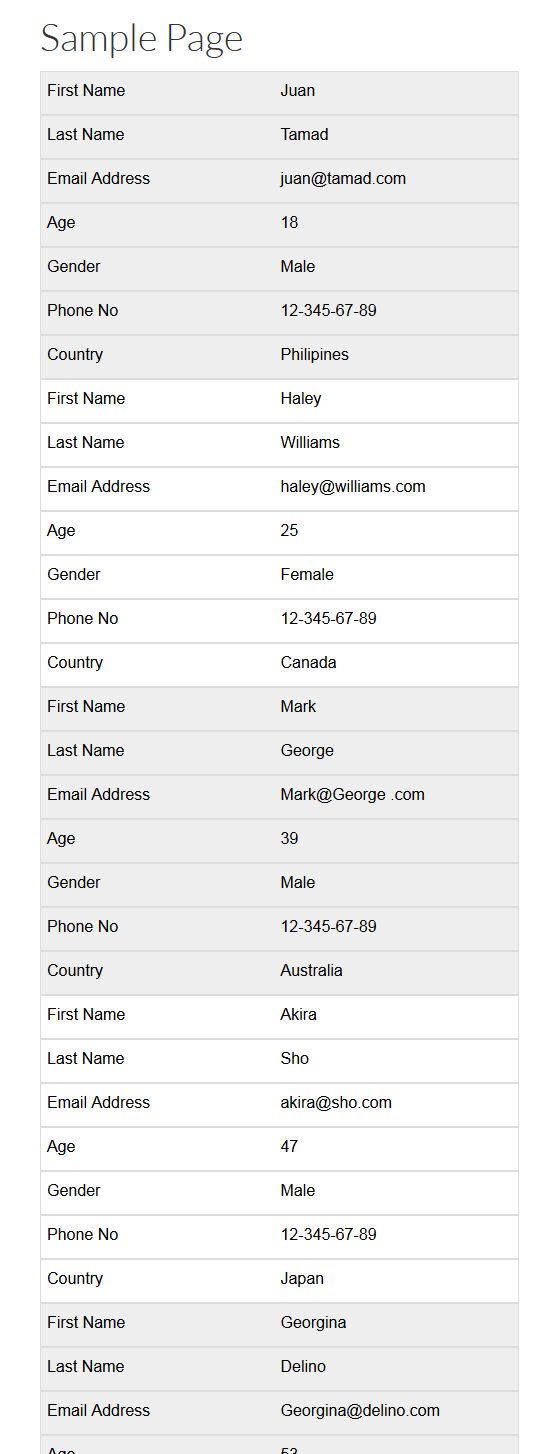 Sample Page
First Name Juan
Last Name Tamad
Email Address juan@tamad.com
Age 18
Gender Male
Phone No 12-345-67-89
Country Philipines
First Name Haley
Last Name Williams
Email Address haley@williams.com
Age 25
Gender Female
Phone No 12-345-67-89
Country Canada
First Name Mark
Last Name George
Email Address Mark@George .com
Age 39
Gender Male
Phone No 12-345-67-89
Country Australia
First Name Akira
Last Name Sho
Email Address akira@sho.com
Age 47
Gender Male
Phone No 12-345-67-89
Country Japan
First Name Georgina
Last Name Delino
Email Address Georgina@delino.com
Age